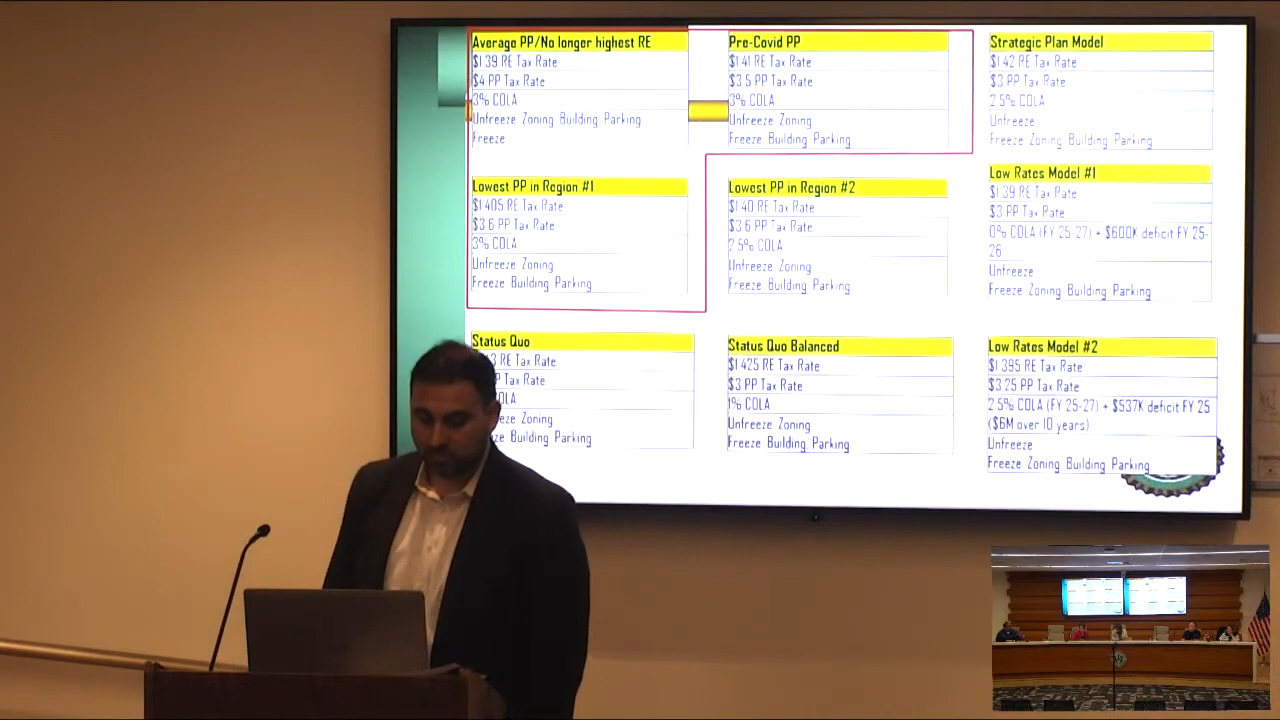 Average PP/No longer highest RE
$1.39 RE Tax Rate
$4 PP Tax Rate
3% COLA
Unfreeze Zoning Building Parking
Freeze
Pre-Covid PP
$1.41 RE Tax Rate
$3.5 PP Tax Rate
3% COLA
Unfreeze Zoning
Freeze Building Parking
Strategic Plan Model
$1.42 RE Tax Rate
$3 PP Tax Rate
2.5% COLA
Unfreeze
Freeze Zoning Building Parking
Lowest PP in Region #1
$1.405 RE Tax Rate
$3.6 PP Tax Rate
3% COLA
Unfreeze Zoning
Freeze Building Parking
Lowest PP in Region #2
$1.40 RE Tax Rate
$3.6 PP Tax Rate
2.5% COLA
Unfreeze Zoning
Freeze Building Parking
Low Rates Model #1
$1.39 RE Tax Rate
$3 PP Tax Rate
0% COLA (FY 25-27) + $600K deficit FY 25-
26
Unfreeze
Freeze Zoning Building Parking
Status Quo
RE Tax Rate
Tax Rate
Zoning
Building Parking
Status Quo Balanced
$1.425 RE Tax Rate
$3 PP Tax Rate
1% COLA
Unfreeze Zoning
Freeze Building Parking
Low Rates Model #2
$1.395 RE Tax Rate
$3.25 PP Tax Rate
2.5% COLA (FY 25-27) + $537K deficit FY 25
($6M over 10 years)
Unfreeze
Freeze Zoning Building Parking